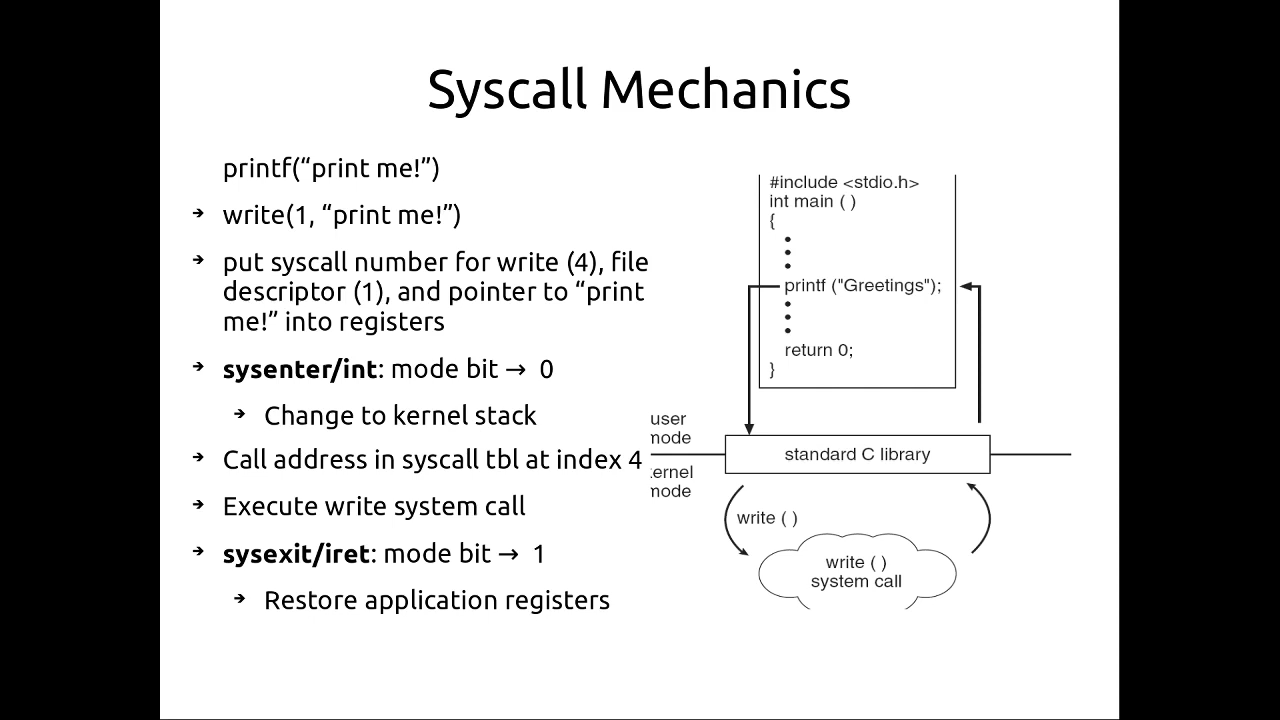 Syscall Mechanics
printf(“print me!”)
write(1, “print me!”)
put syscall number for write (4), file
descriptor (1), and pointer to “print
me!” into registers
sysenter/int: mode bit → 0
Change to kernel stack
Call address in syscall tbl at index 4
Execute write system call
sysexit/iret: mode bit → 1
Restore application registers
#include <stdio.h>
int main ( )
{
printf ("Greetings");
return 0;
}
user
mode
standard C library
kernel
mode
write ( )
write ( )
system call